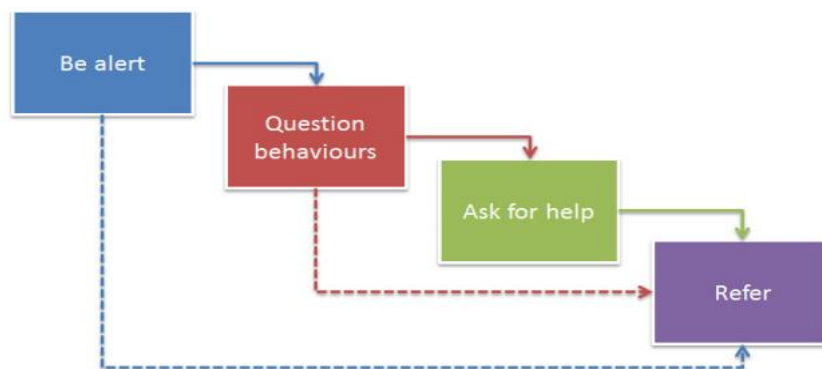 Be alert
Question
behaviours
Ask for help
Refer